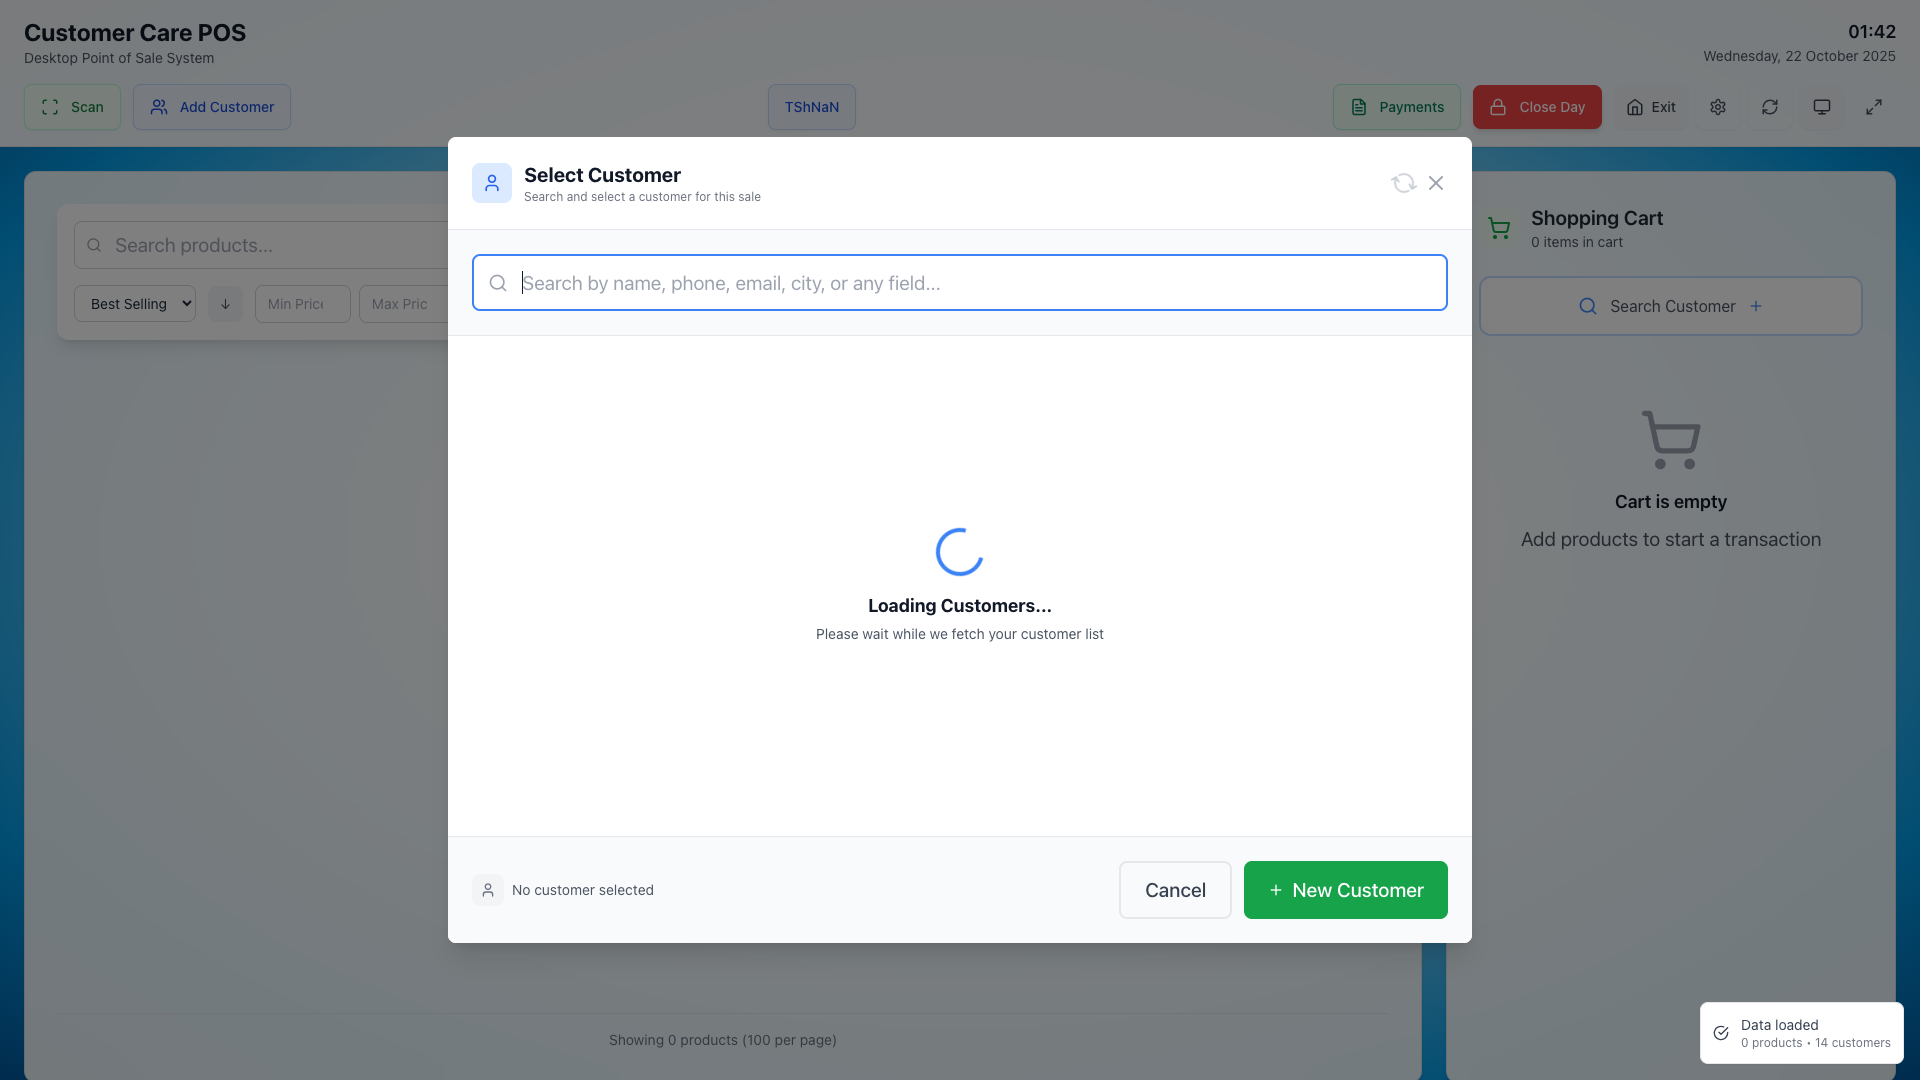 Customer Care POS
Desktop Point of Sale System
01:42
Wednesday, 22 October 2025
Scan
Add Customer
TShNaN
Payments
Close Day
Exit
Select Customer
Search and select a customer for this sale
Search products...
Best Selling
Min Price
Max Pric
Search by name, phone, email, city, or any field...
Shopping Cart
0 items in cart
Search Customer
Cart is empty
Add products to start a transaction
Loading Customers...
Please wait while we fetch your customer list
No customer selected
Cancel
New Customer
Showing 0 products (100 per page)
Data loaded
0 products • 14 customers